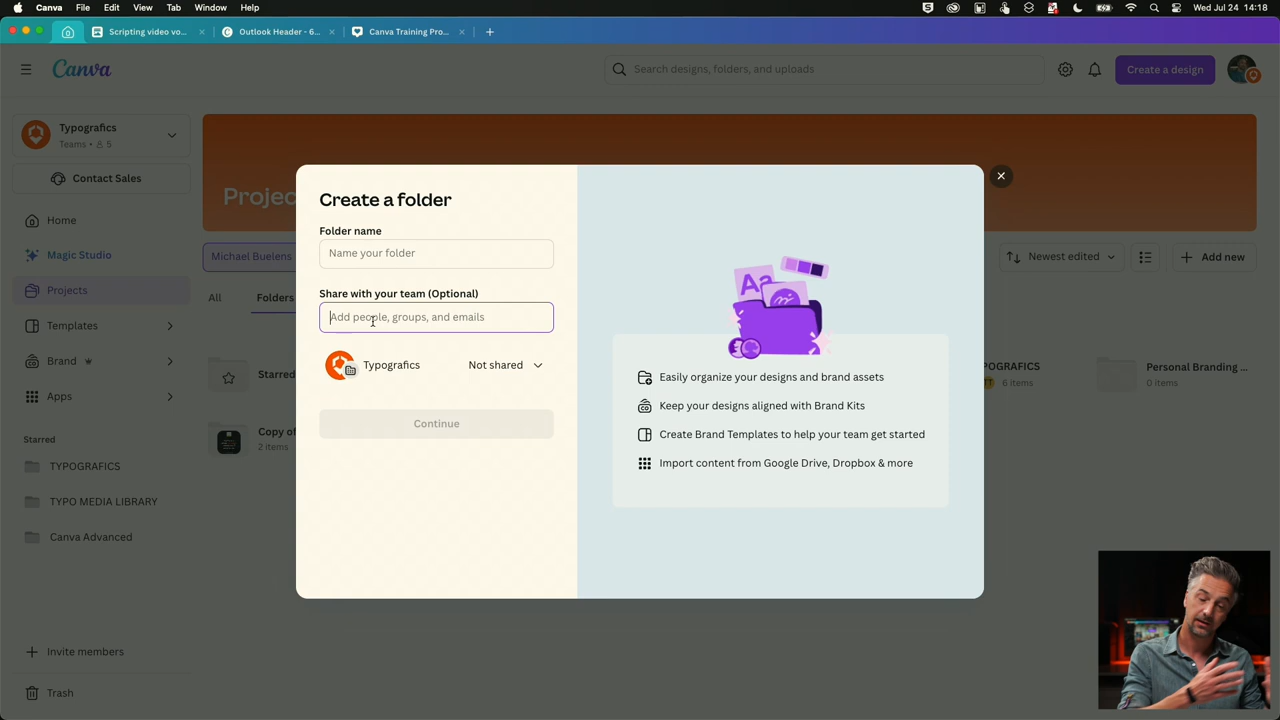 Canva File Edit View Tab Window Help
Wed Jul 24 14:18
Scripting video vo...
Outlook Header - 6...
Canva Training Pro...
Canva
Search designs, folders, and uploads
Create a design
Typografics
Teams • 5
Contact Sales
Home
Magic Studio
Projects
Templates
Brand
Apps
Starred
TYPOGRAFICS
TYPO MEDIA LIBRARY
Canva Advanced
Invite members
Trash
Projec
Michael Buelens
Newest edited
Add new
All
Folders
Starred
POGRAFICS
6 items
Personal Branding ...
0 items
Copy of
2 items
Create a folder
Folder name
Name your folder
Share with your team (Optional)
Add people, groups, and emails
Typografics
Not shared
Continue
Aa
Easily organize your designs and brand assets
Keep your designs aligned with Brand Kits
Create Brand Templates to help your team get started
Import content from Google Drive, Dropbox & more